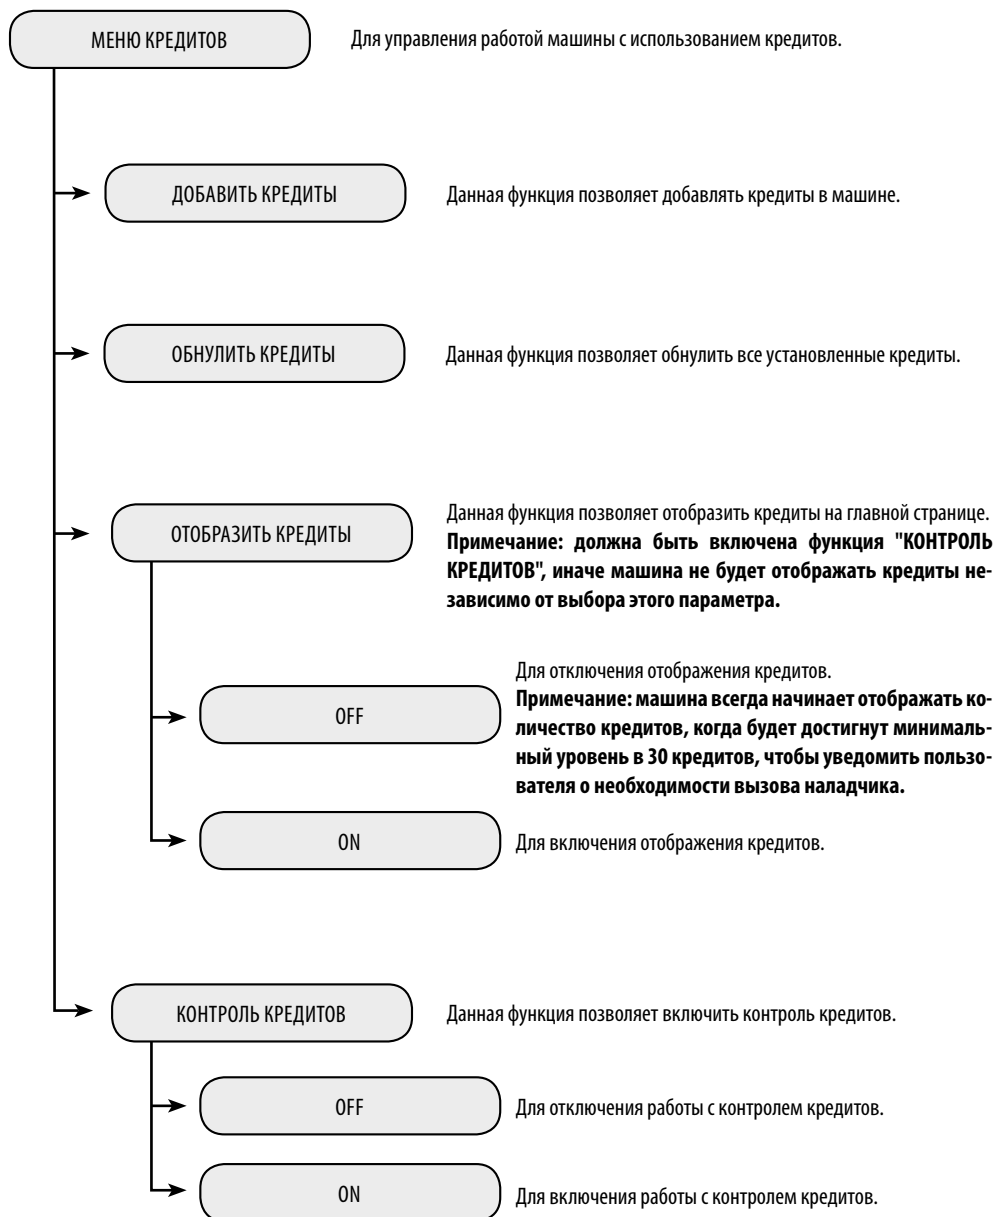 МЕНЮ КРЕДИТОВ
Для управления работой машины с использованием кредитов.
ДОБАВИТЬ КРЕДИТЫ
Данная функция позволяет добавлять кредиты в машине.
ОБНУЛИТЬ КРЕДИТЫ
Данная функция позволяет обнулить все установленные кредиты.
ОТОБРАЗИТЬ КРЕДИТЫ
Данная функция позволяет отобразить кредиты на главной странице.
Примечание: должна быть включена функция "КОНТРОЛЬ
КРЕДИТОВ", иначе машина не будет отображать кредиты не-
зависимо от выбора этого параметра.
OFF
Для отключения отображения кредитов.
Примечание: машина всегда начинает отображать ко-
личество кредитов, когда будет достигнут минималь-
ный уровень в 30 кредитов, чтобы уведомить пользо-
вателя о необходимости вызова наладчика.
ON
Для включения отображения кредитов.
КОНТРОЛЬ КРЕДИТОВ
Данная функция позволяет включить контроль кредитов.
OFF
Для отключения работы с контролем кредитов.
ON
Для включения работы с контролем кредитов.